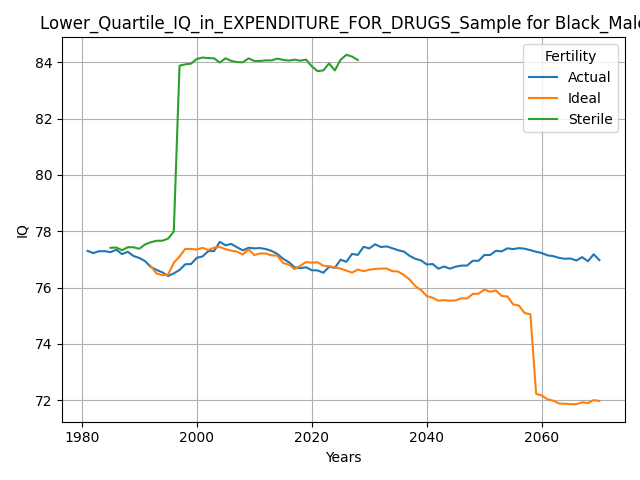 Lower_Quartile_IQ_in_EXPENDITURE_FOR_DRUGS_Sample for Black_Male
Fertility
Actual
Ideal
Sterile
IQ
84
82
80
78
76
74
72
1980
2000
2020
2040
2060
Years